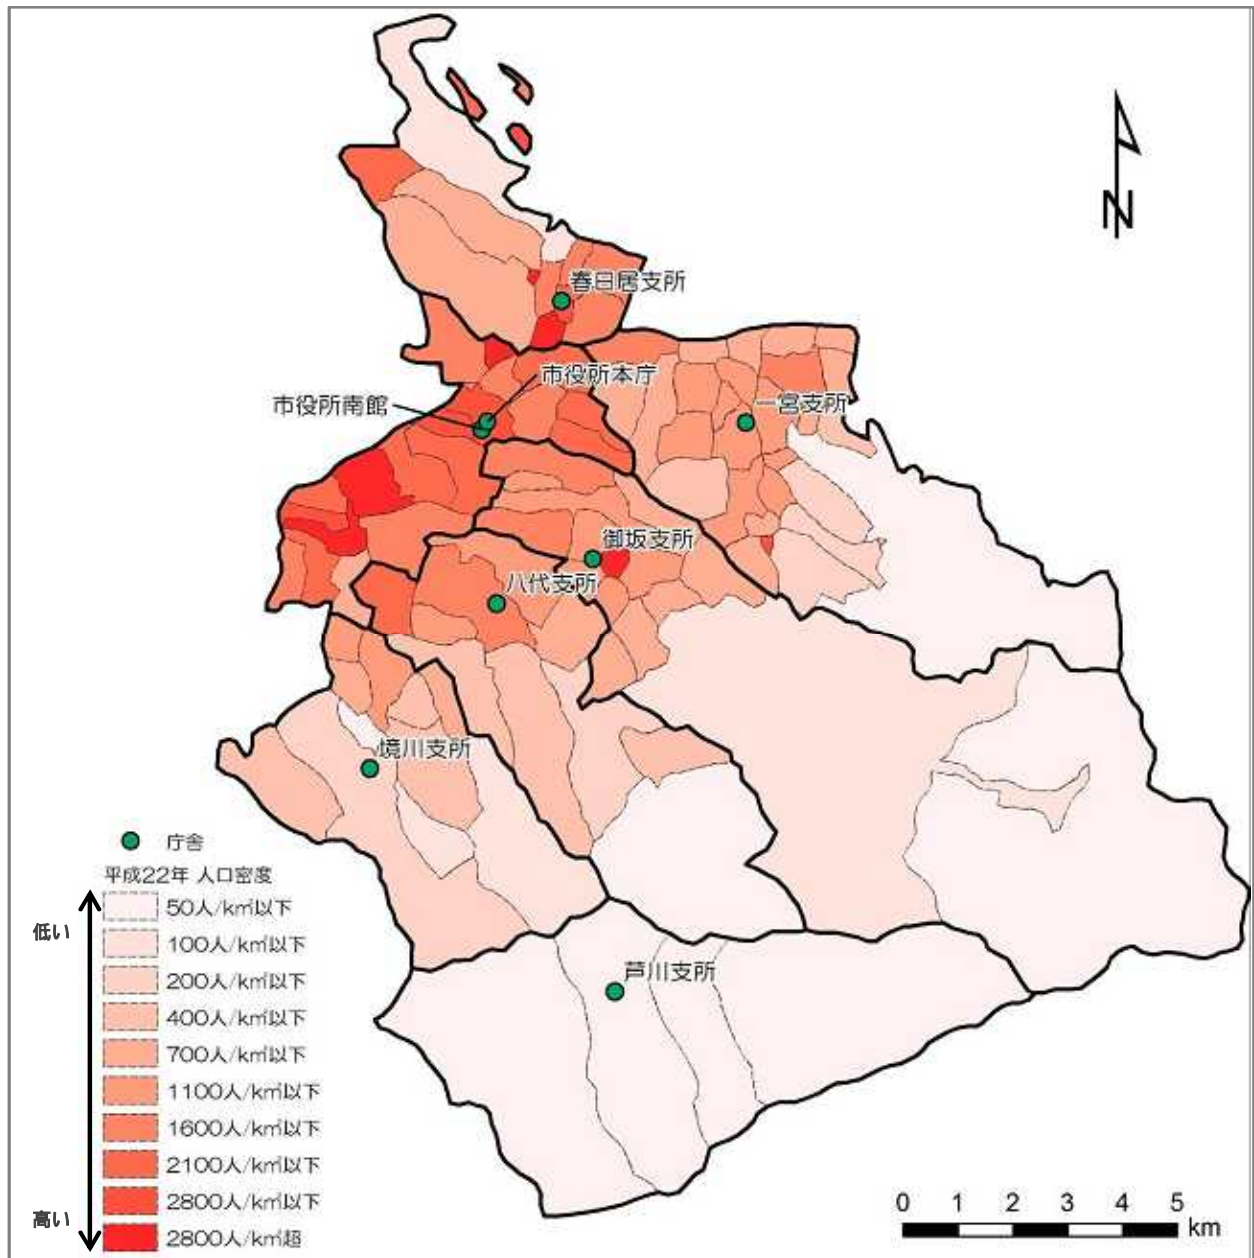 N
春日居支所
市役所本庁
市役所南館
一宮支所
御坂支所
八代支所
境川支所
芦川支所
庁舎
平成22年 人口密度
低い
50人/k㎡以下
100人/k㎡以下
200人/k㎡以下
400人/k㎡以下
700人/k㎡以下
1100人/k㎡以下
1600人/k㎡以下
2100人/k㎡以下
2800人/k㎡以下
高い
2800人/k㎡超
0 1 2 3 4 5
km